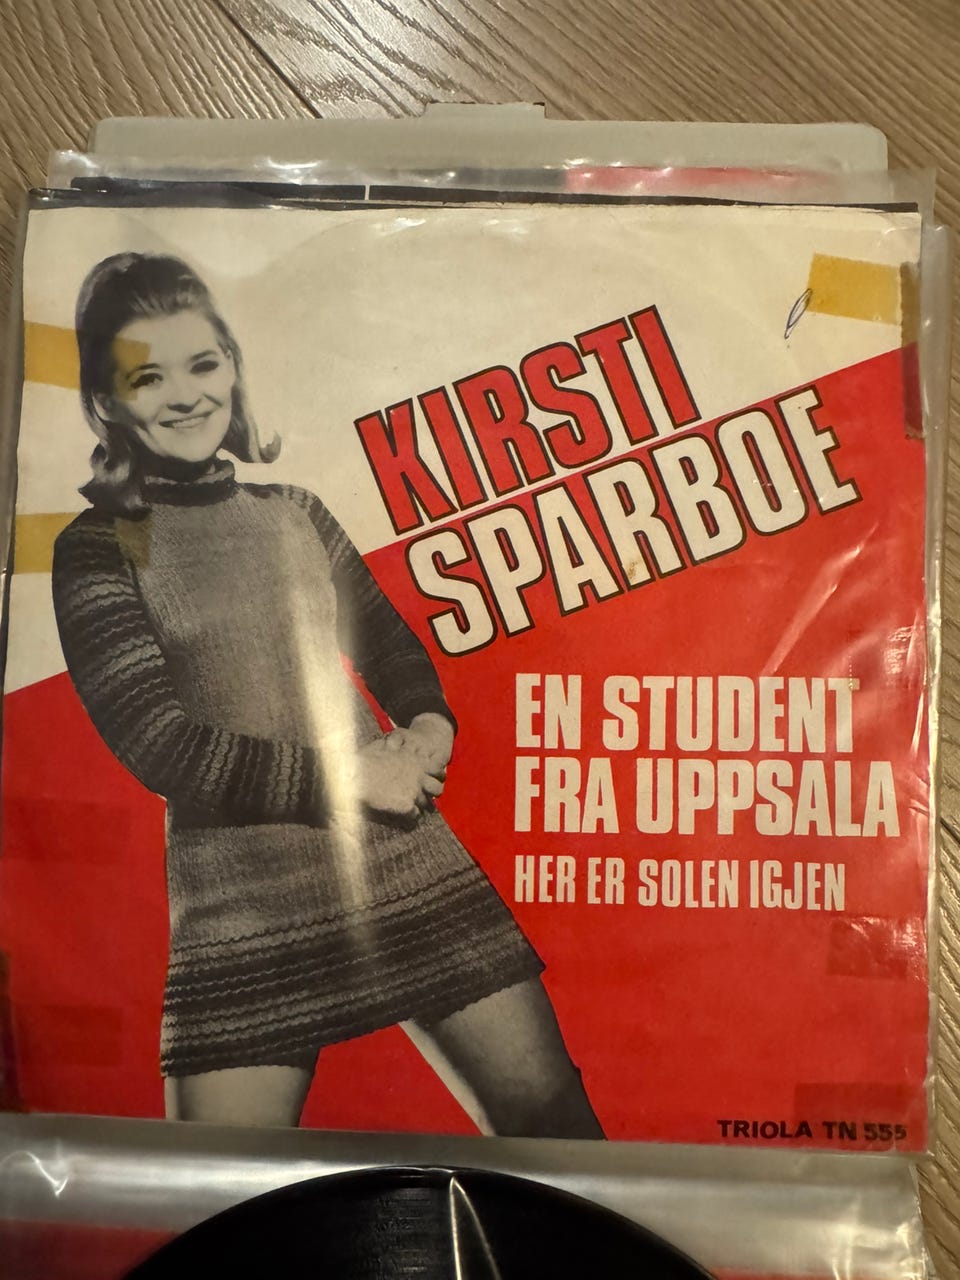 KIRSTI
SPARBOE
EN STUDENT
FRA UPPSALA
HER ER SOLEN IGJEN
TRIOLA TN 555